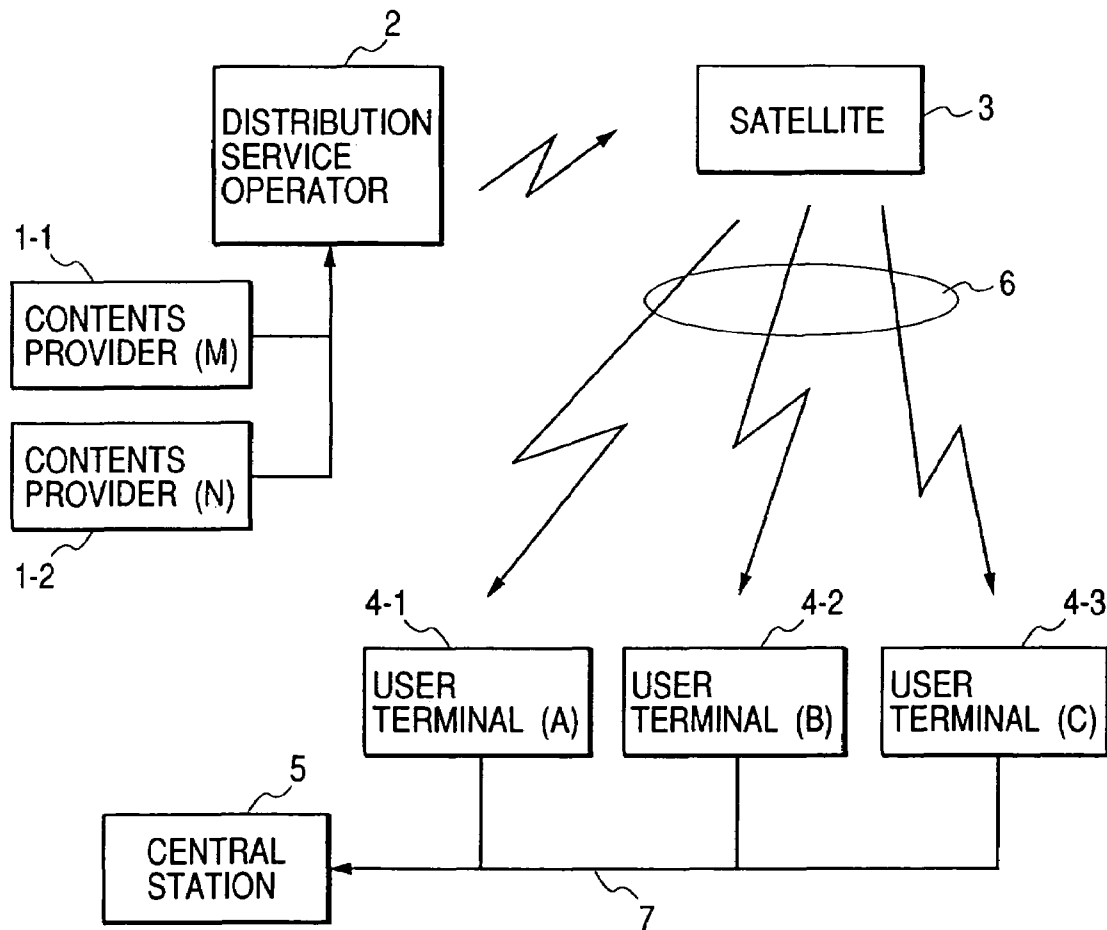 2
DISTRIBUTION
SERVICE
OPERATOR
SATELLITE
3
1-1
CONTENTS
PROVIDER (M)
6
CONTENTS
PROVIDER (N)
1-2
4-1
4-2
4-3
USER
TERMINAL (A)
USER
TERMINAL (B)
USER
TERMINAL (C)
5
CENTRAL
STATION
7